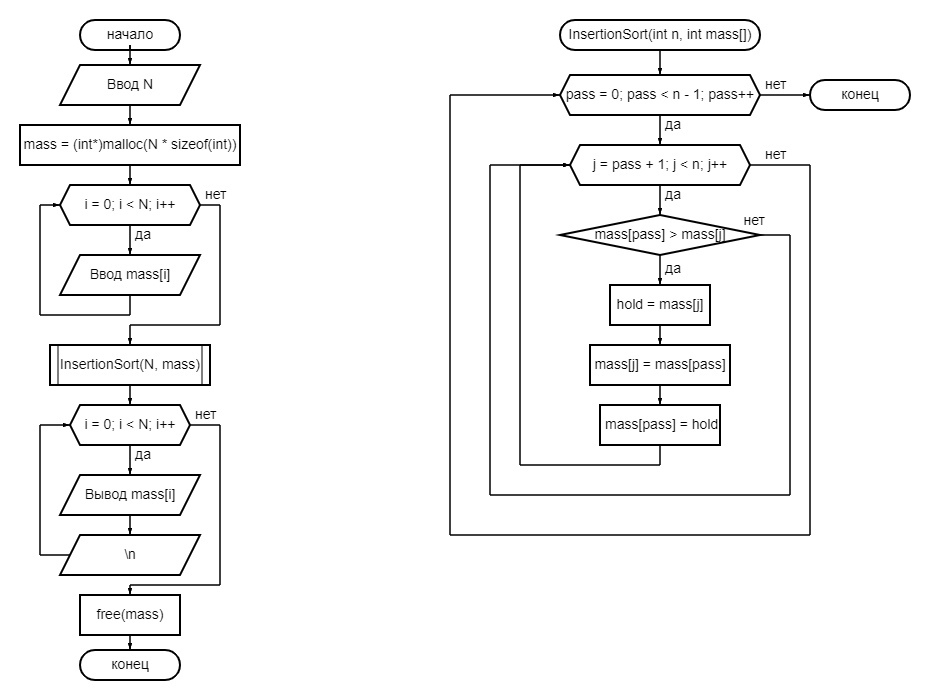 начало
Ввод N
mass = (int*)malloc(N * sizeof(int))
i = 0; i < N; i++
нет
да
Ввод mass[i]
InsertionSort(N, mass)
i = 0; i < N; i++
нет
да
Вывод mass[i]
\n
free(mass)
конец
InsertionSort(int n, int mass[])
pass = 0; pass < n - 1; pass++
нет
конец
да
j = pass + 1; j < n; j++
нет
да
mass[pass] > mass[j]
нет
да
hold = mass[j]
mass[j] = mass[pass]
mass[pass] = hold